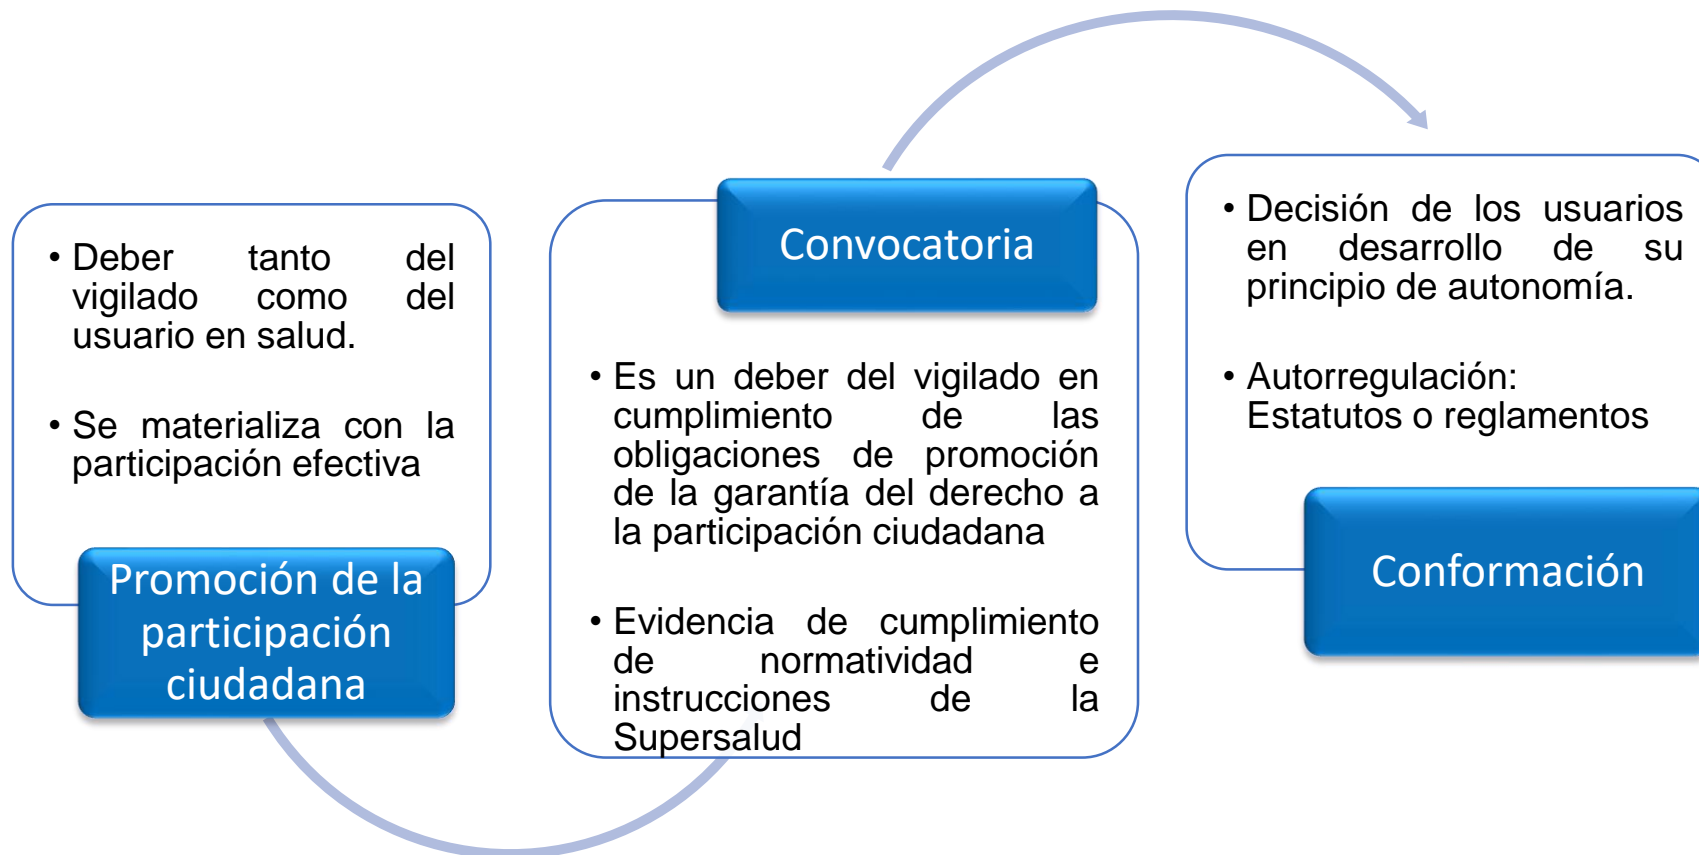 • Deber tanto del
vigilado como del
usuario en salud.
• Se materializa con la
participación efectiva
Promoción de la
participación
ciudadana
Convocatoria
• Es un deber del vigilado en
cumplimiento de las
obligaciones de promoción
de la garantía del derecho a
la participación ciudadana
• Evidencia de cumplimiento
de normatividad e
instrucciones de la
Supersalud
• Decisión de los usuarios
en desarrollo de su
principio de autonomía.
• Autorregulación:
Estatutos o reglamentos
Conformación